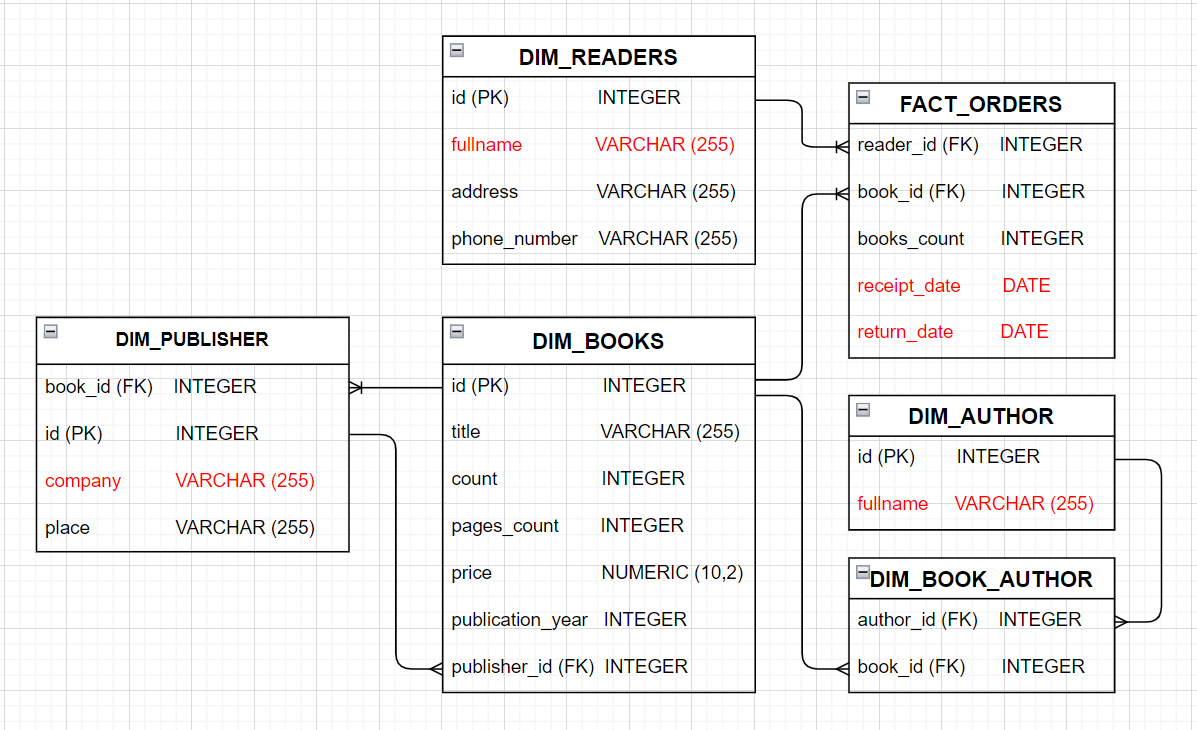 DIM_READERS
id (PK) INTEGER
fullname VARCHAR (255)
address VARCHAR (255)
phone_number VARCHAR (255)
FACT_ORDERS
reader_id (FK) INTEGER
book_id (FK) INTEGER
books_count INTEGER
receipt_date DATE
return_date DATE
DIM_PUBLISHER
book_id (FK) INTEGER
id (PK) INTEGER
company VARCHAR (255)
place VARCHAR (255)
DIM_BOOKS
id (PK) INTEGER
title VARCHAR (255)
count INTEGER
pages_count INTEGER
price NUMERIC (10,2)
publication_year INTEGER
publisher_id (FK) INTEGER
DIM_AUTHOR
id (PK) INTEGER
fullname VARCHAR (255)
DIM_BOOK_AUTHOR
author_id (FK) INTEGER
book_id (FK) INTEGER